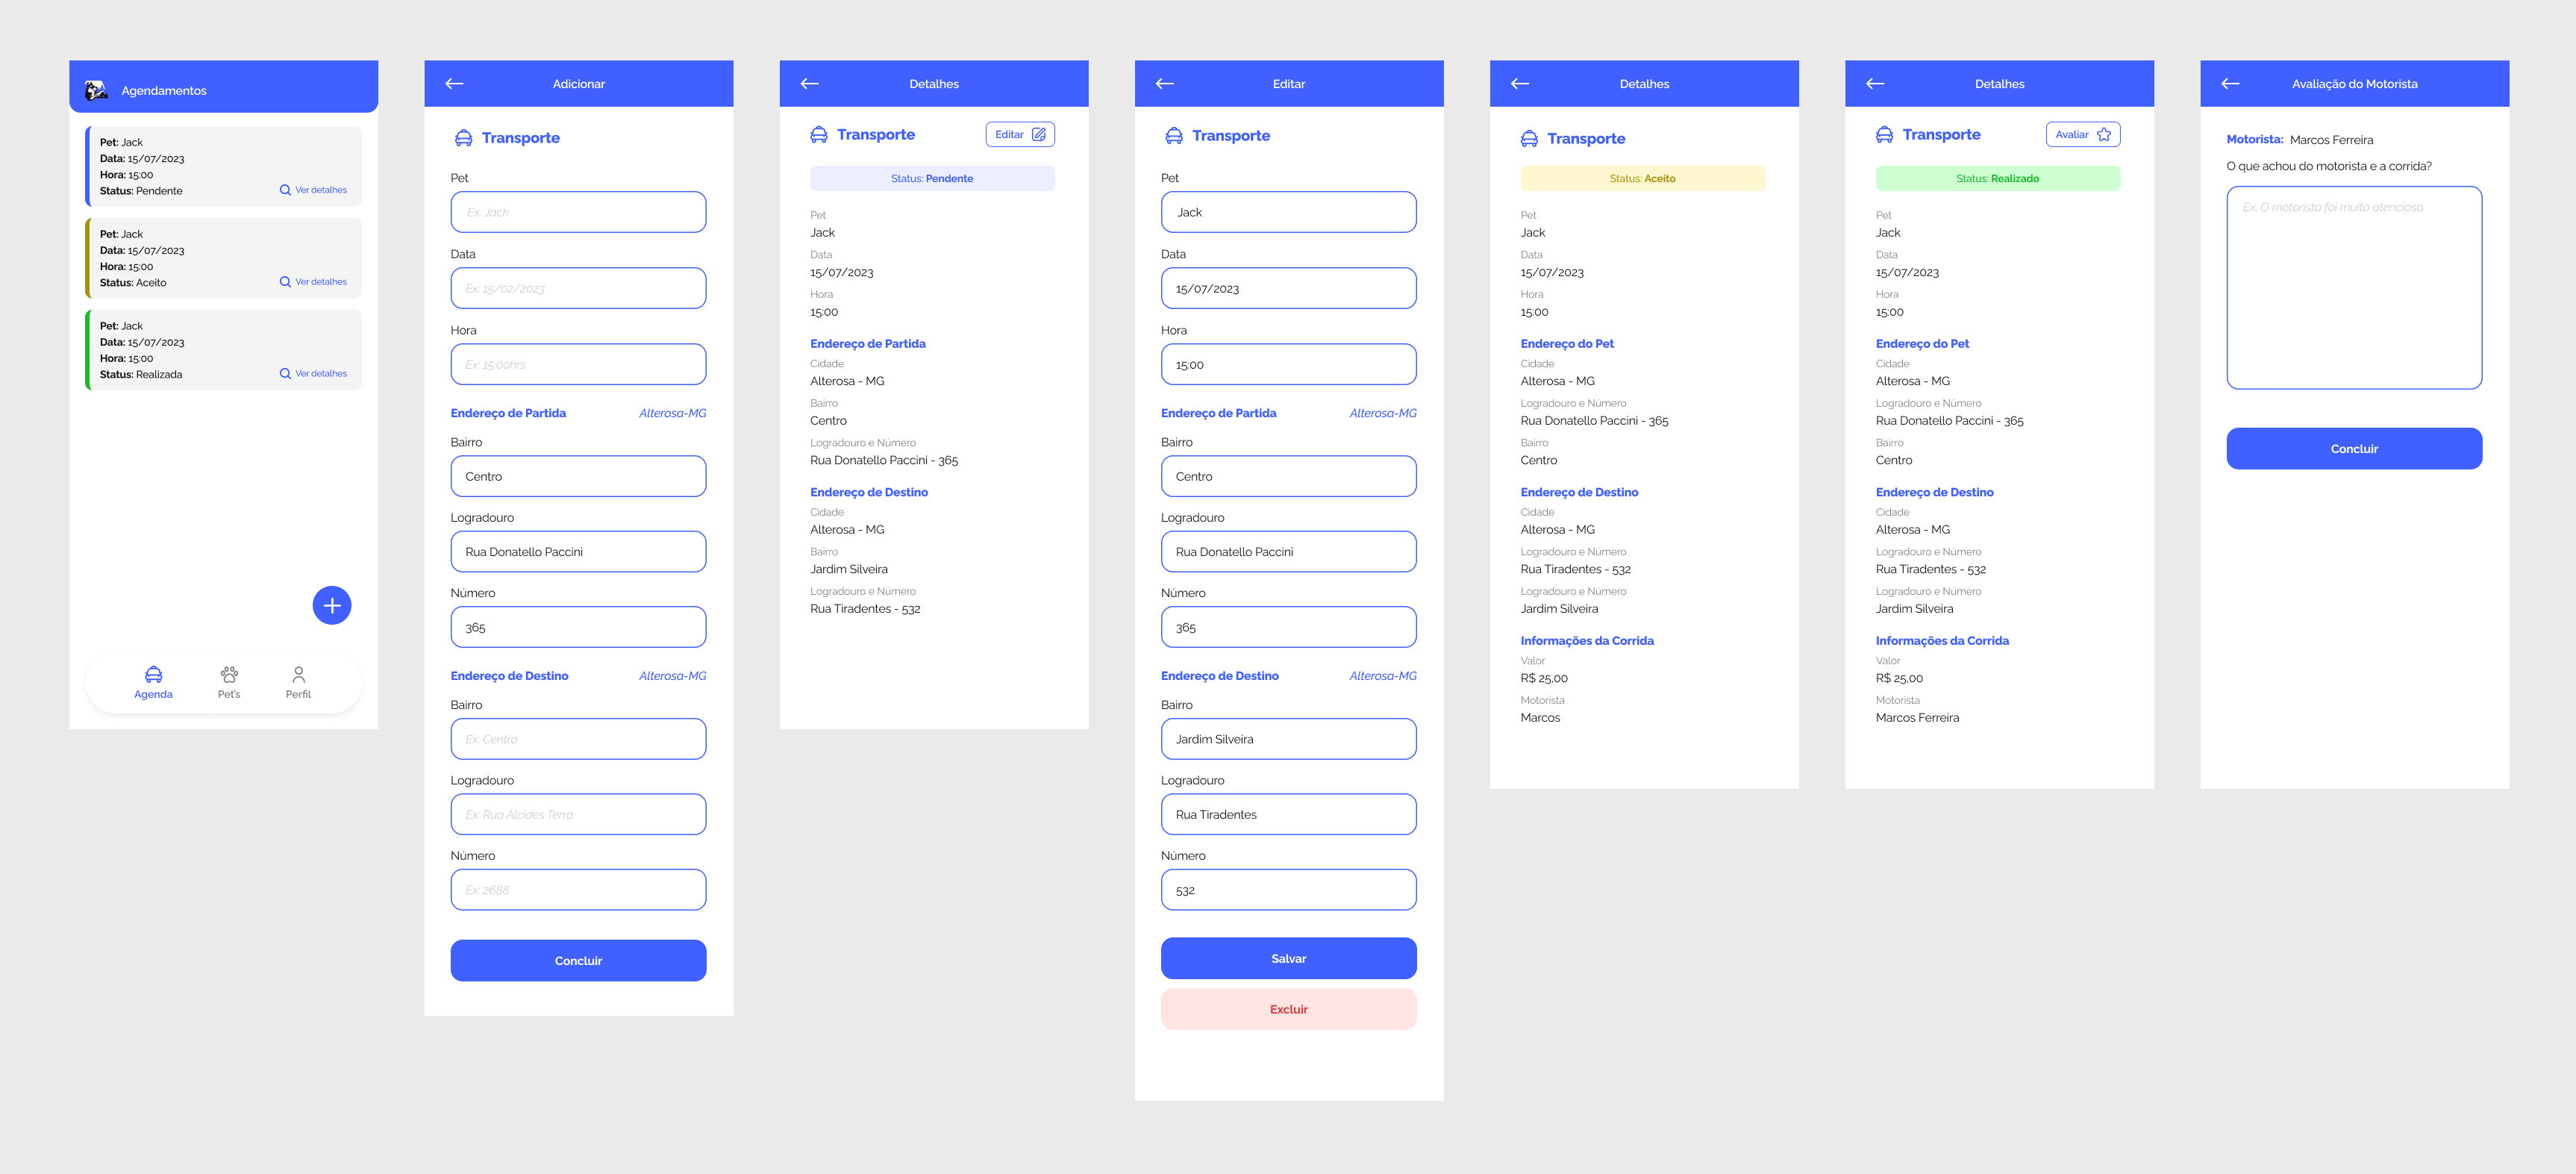 Agendamentos
Pet: Jack
Data: 15/07/2023
Hora: 15:00
Status: Pendente
Ver detalhes
Pet: Jack
Data: 15/07/2023
Hora: 15:00
Status: Aceito
Ver detalhes
Pet: Jack
Data: 15/07/2023
Hora: 15:00
Status: Realizada
Ver detalhes
Agenda
Pet's
Perfil
Adicionar
Transporte
Pet
Ex. Jack
Data
Ex: 15/02/2023
Hora
Ex: 15:00hrs
Endereço de Partida
Alterosa-MG
Bairro
Centro
Logradouro
Rua Donatello Paccini
Número
365
Endereço de Destino
Alterosa-MG
Bairro
Ex: Centro
Logradouro
Ex: Rua Alcides Terra
Número
Ex: 2688
Concluir
Detalhes
Transporte
Editar
Status: Pendente
Pet
Jack
Data
15/07/2023
Hora
15:00
Endereço de Partida
Cidade
Alterosa - MG
Bairro
Centro
Logradouro e Número
Rua Donatello Paccini - 365
Endereço de Destino
Cidade
Alterosa - MG
Bairro
Jardim Silveira
Logradouro e Número
Rua Tiradentes - 532
Editar
Transporte
Pet
Jack
Data
15/07/2023
Hora
15:00
Endereço de Partida
Alterosa-MG
Bairro
Centro
Logradouro
Rua Donatello Paccini
Número
365
Endereço de Destino
Alterosa-MG
Bairro
Jardim Silveira
Logradouro
Rua Tiradentes
Número
532
Salvar
Excluir
Detalhes
Transporte
Status: Aceito
Pet
Jack
Data
15/07/2023
Hora
15:00
Endereço do Pet
Cidade
Alterosa - MG
Logradouro e Número
Rua Donatello Paccini - 365
Bairro
Centro
Endereço de Destino
Cidade
Alterosa - MG
Logradouro e Número
Rua Tiradentes - 532
Logradouro e Número
Jardim Silveira
Informações da Corrida
Valor
R$ 25,00
Motorista
Marcos
Detalhes
Transporte
Avaliar
Status: Realizado
Pet
Jack
Data
15/07/2023
Hora
15:00
Endereço do Pet
Cidade
Alterosa - MG
Logradouro e Número
Rua Donatello Paccini - 365
Bairro
Centro
Endereço de Destino
Cidade
Alterosa - MG
Logradouro e Número
Rua Tiradentes - 532
Logradouro e Número
Jardim Silveira
Informações da Corrida
Valor
R$ 25,00
Motorista
Marcos Ferreira
Avaliação do Motorista
Motorista: Marcos Ferreira
O que achou do motorista e a corrida?
Ex. O motorista foi muito atencioso.
Concluir